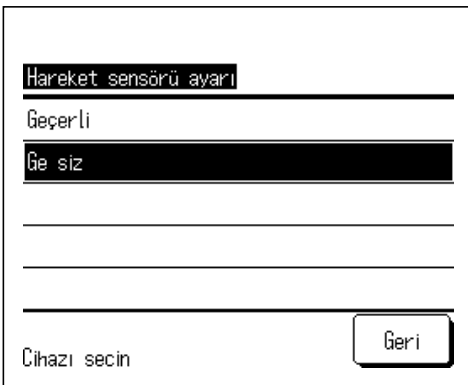 Hareket sensörü ayarı
Geçerli
Ge siz
Cihazı secin
Geri